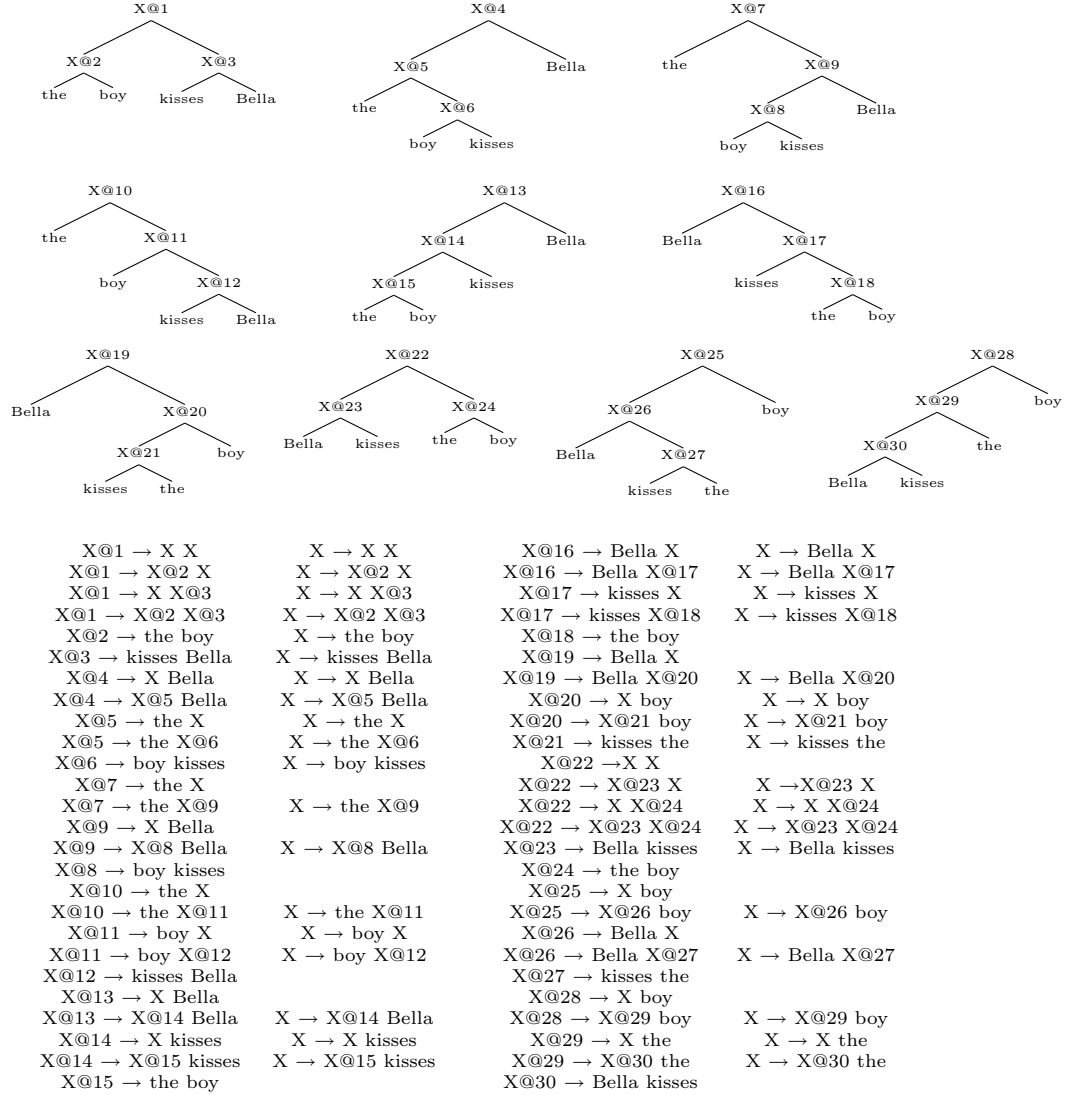 X@1 X@4 X@7
X@2 X@3 X@5 Bella the X@9
the boy kisses Bella the X@6 X@8 Bella
boy kisses boy kisses
X@10 X@13 X@16
the X@11 X@14 Bella Bella X@17
boy X@12 X@15 kisses kisses X@18
kisses Bella the boy the boy
X@19 X@22 X@25 X@28
Bella X@20 X@23 X@24 X@26 boy X@29 boy
X@21 boy Bella kisses the boy Bella X@27 X@30 the
kisses the kisses the Bella kisses
X@1 → X X X → X X X@16 → Bella X X → Bella X
X@1 → X@2 X X → X@2 X X@16 → Bella X@17 X → Bella X@17
X@1 → X X@3 X → X X@3 X@17 → kisses X X → kisses X
X@1 → X@2 X@3 X → X@2 X@3 X@17 → kisses X@18 X → kisses X@18
X@2 → the boy X → the boy X@18 → the boy
X@3 → kisses Bella X → kisses Bella X@19 → Bella X
X@4 → X Bella X → X Bella X@19 → Bella X@20 X → Bella X@20
X@4 → X@5 Bella X → X@5 Bella X@20 → X boy X → X boy
X@5 → the X X → the X X@20 → X@21 boy X → X@21 boy
X@5 → the X@6 X → the X@6 X@21 → kisses the X → kisses the
X@6 → boy kisses X → boy kisses X@22 →X X
X@7 → the X X@22 → X@23 X X →X@23 X
X@7 → the X@9 X → the X@9 X@22 → X X@24 X → X X@24
X@9 → X Bella X@22 → X@23 X@24 X → X@23 X@24
X@9 → X@8 Bella X → X@8 Bella X@23 → Bella kisses X → Bella kisses
X@8 → boy kisses X@24 → the boy
X@10 → the X X@25 → X boy
X@10 → the X@11 X → the X@11 X@25 → X@26 boy X → X@26 boy
X@11 → boy X X → boy X X@26 → Bella X
X@11 → boy X@12 X → boy X@12 X@26 → Bella X@27 X → Bella X@27
X@12 → kisses Bella X@27 → kisses the
X@13 → X Bella X@28 → X boy
X@13 → X@14 Bella X → X@14 Bella X@28 → X@29 boy X → X@29 boy
X@14 → X kisses X → X kisses X@29 → X the X → X the
X@14 → X@15 kisses X → X@15 kisses X@29 → X@30 the X → X@30 the
X@15 → the boy X@30 → Bella kisses